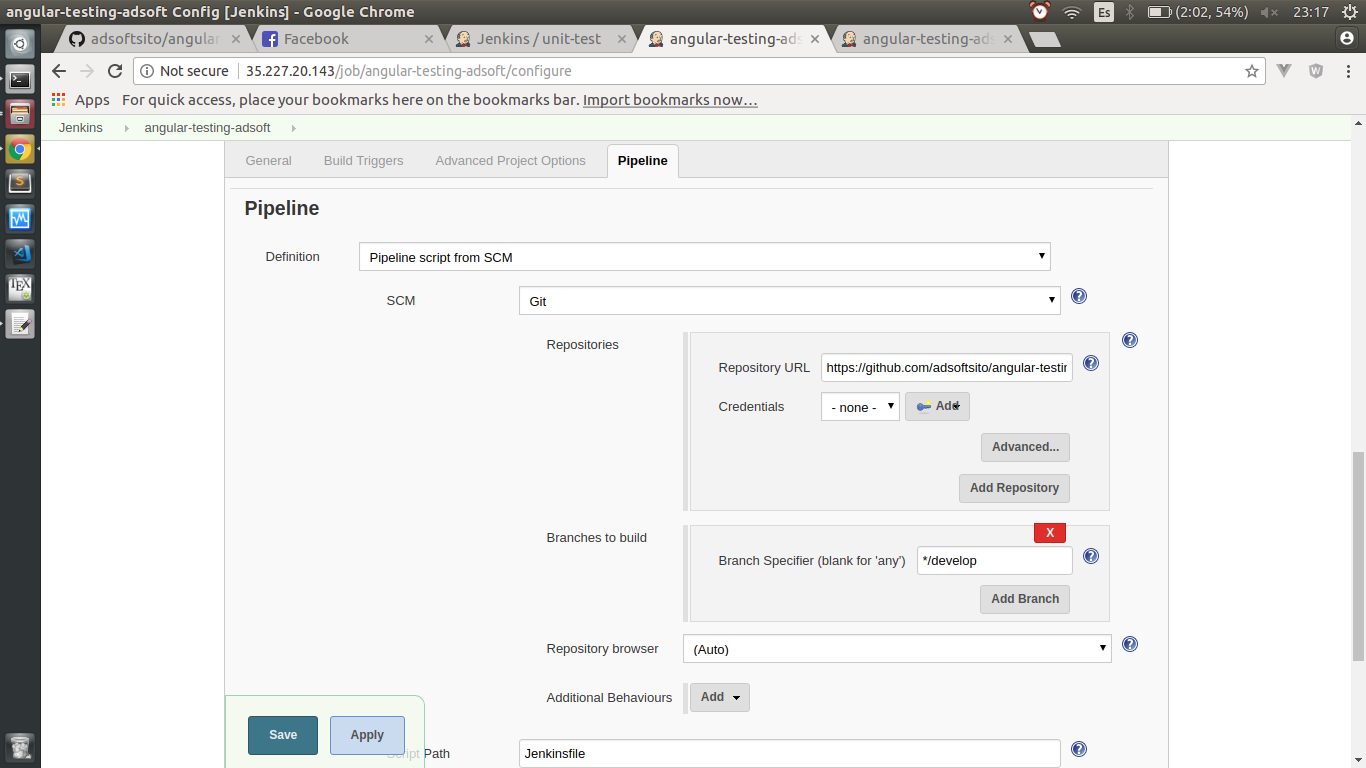 angular-testing-adsoft Config [Jenkins] - Google Chrome
Es
(2:02, 54%)
23:17
adsoftsito/angular
Facebook
Jenkins / unit-test
angular-testing-ads
angular-testing-ads
Not secure
35.227.20.143/job/angular-testing-adsoft/configure
Apps
For quick access, place your bookmarks here on the bookmarks bar. Import bookmarks now…
Jenkins
angular-testing-adsoft
General
Build Triggers
Advanced Project Options
Pipeline
Pipeline
Definition
Pipeline script from SCM
SCM
Git
Repositories
Repository URL
https://github.com/adsoftsito/angular-testin
Credentials
- none -
Add
Advanced...
Add Repository
Branches to build
X
Branch Specifier (blank for 'any')
*/develop
Add Branch
Repository browser
(Auto)
Additional Behaviours
Add
Save
Apply
Script Path
Jenkinsfile